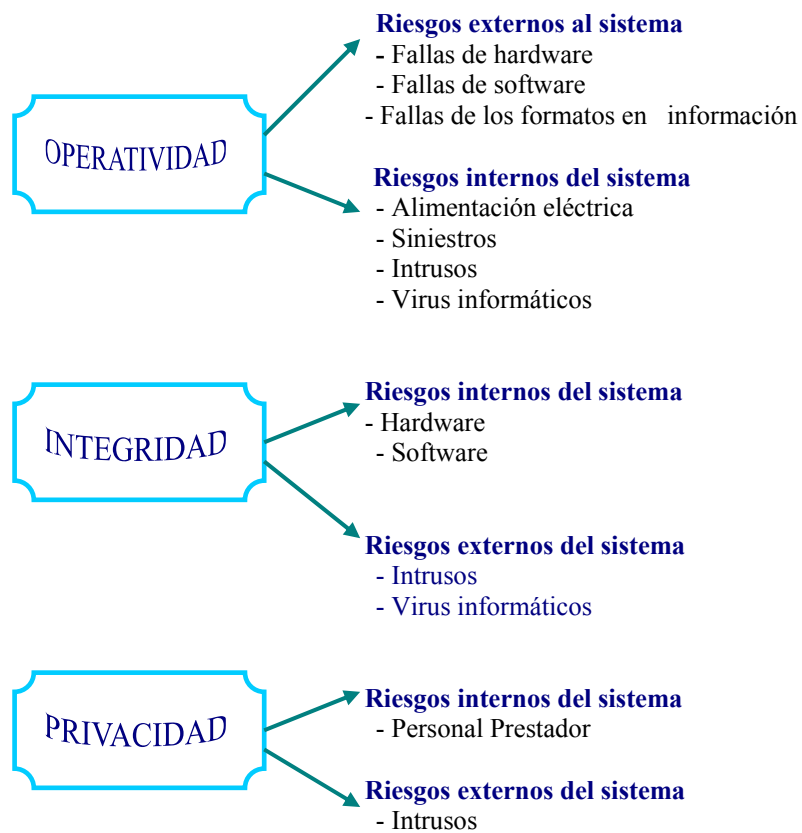 Riesgos externos al sistema
- Fallas de hardware
- Fallas de software
- Fallas de los formatos en información
OPERATIVIDAD
Riesgos internos del sistema
- Alimentación eléctrica
- Siniestros
- Intrusos
- Virus informáticos
INTEGRIDAD
Riesgos internos del sistema
- Hardware
- Software
Riesgos externos del sistema
- Intrusos
- Virus informáticos
PRIVACIDAD
Riesgos internos del sistema
- Personal Prestador
Riesgos externos del sistema
- Intrusos